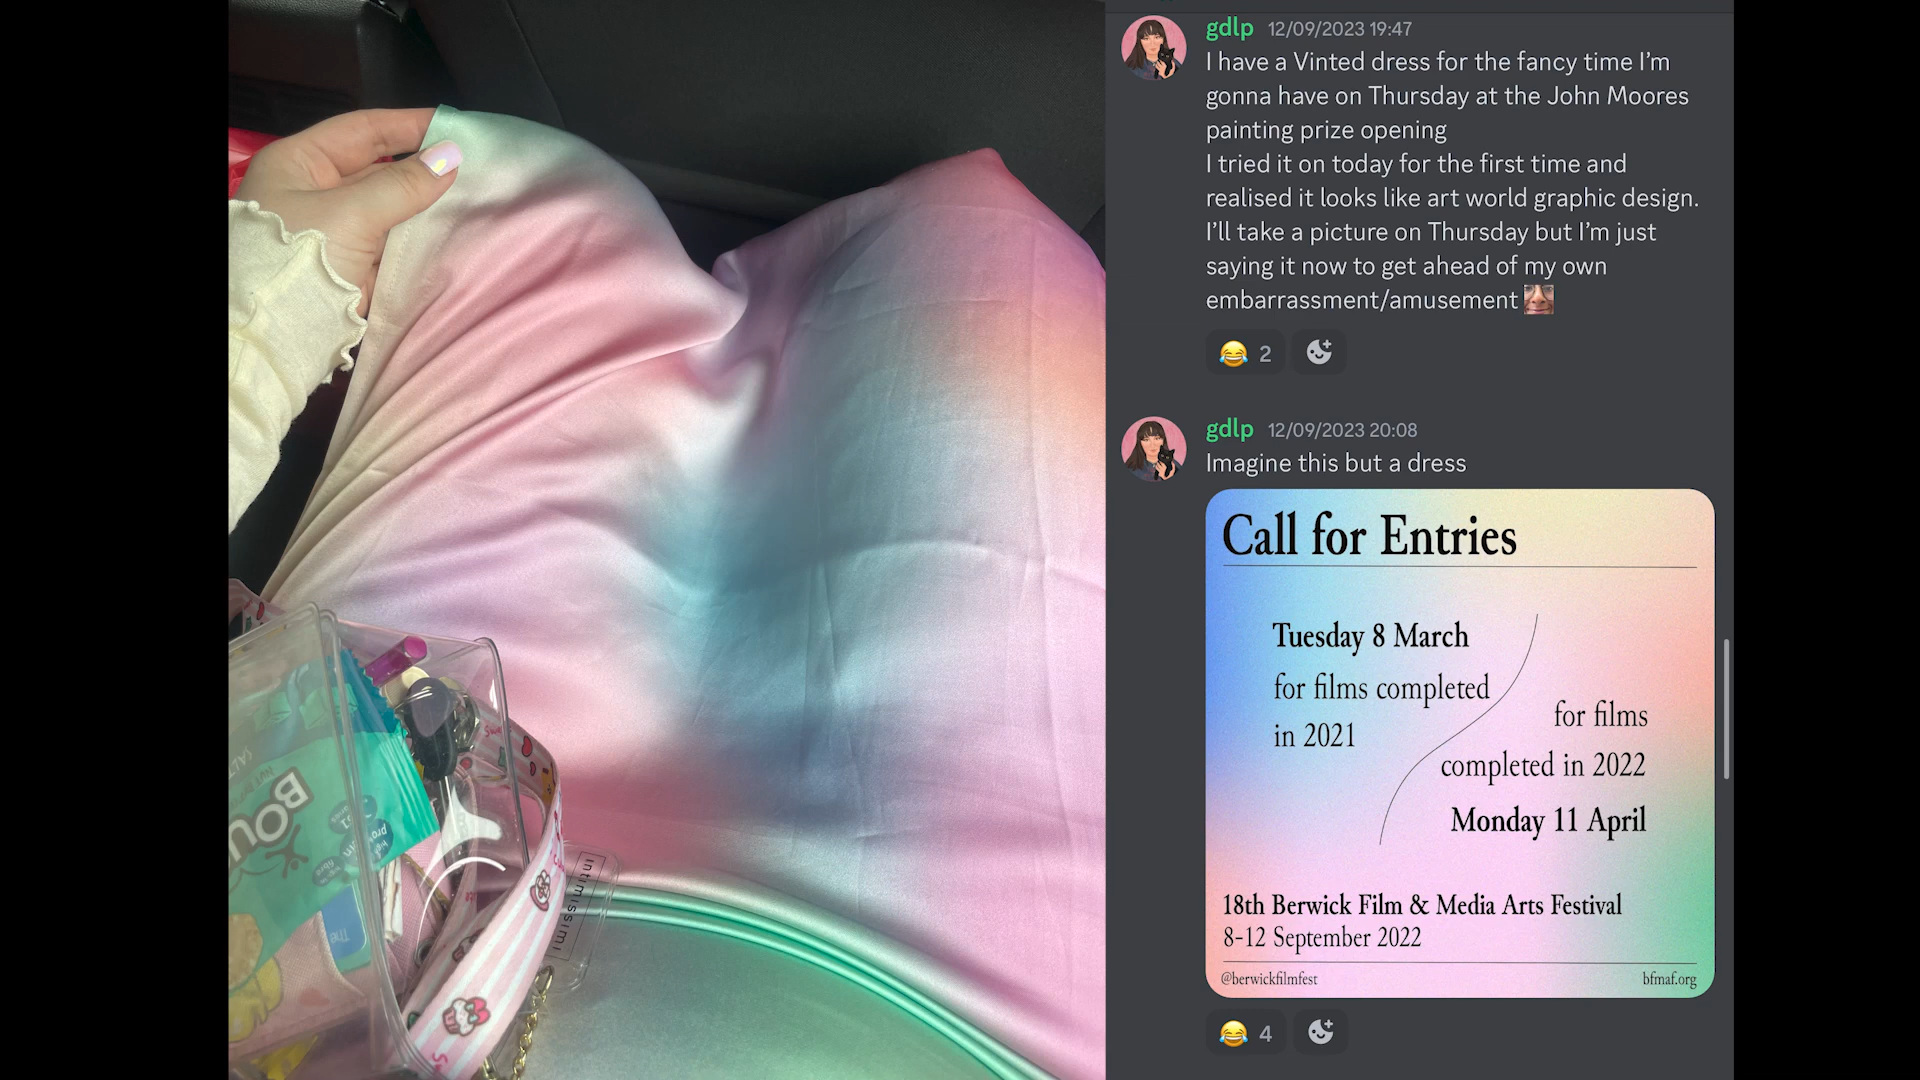 gdlp 12/09/2023 19:47
I have a Vinted dress for the fancy time I'm
gonna have on Thursday at the John Moores
painting prize opening
I tried it on today for the first time and
realised it looks like art world graphic design.
I'll take a picture on Thursday but I'm just
saying it now to get ahead of my own
embarrassment/amusement
2
gdlp 12/09/2023 20:08
Imagine this but a dress
Call for Entries
Tuesday 8 March
for films completed
in 2021
for films
completed in 2022
Monday 11 April
18th Berwick Film & Media Arts Festival
8-12 September 2022
@berwickfilmfest bfmaf.org
4
BOU
The
intimissimi